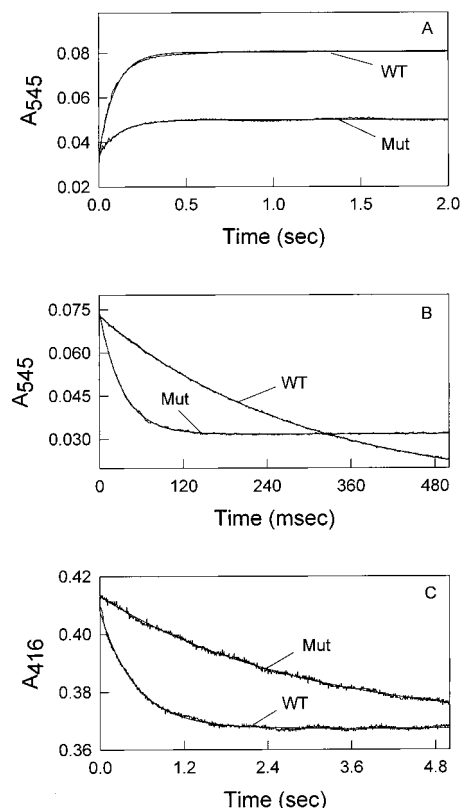 A
A545
0.08
0.06
0.04
0.02
WT
Mut
0.0 0.5 1.0 1.5 2.0
Time (sec)
B
A545
0.075
0.060
0.045
0.030
WT
Mut
0 120 240 360 480
Time (msec)
C
A416
0.42
0.40
0.38
0.36
Mut
WT
0.0 1.2 2.4 3.6 4.8
Time (sec)